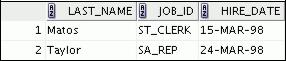 LAST_NAME JOB_ID HIRE_DATE
1 Matos ST_CLERK 15-MAR-98
2 Taylor SA_REP 24-MAR-98